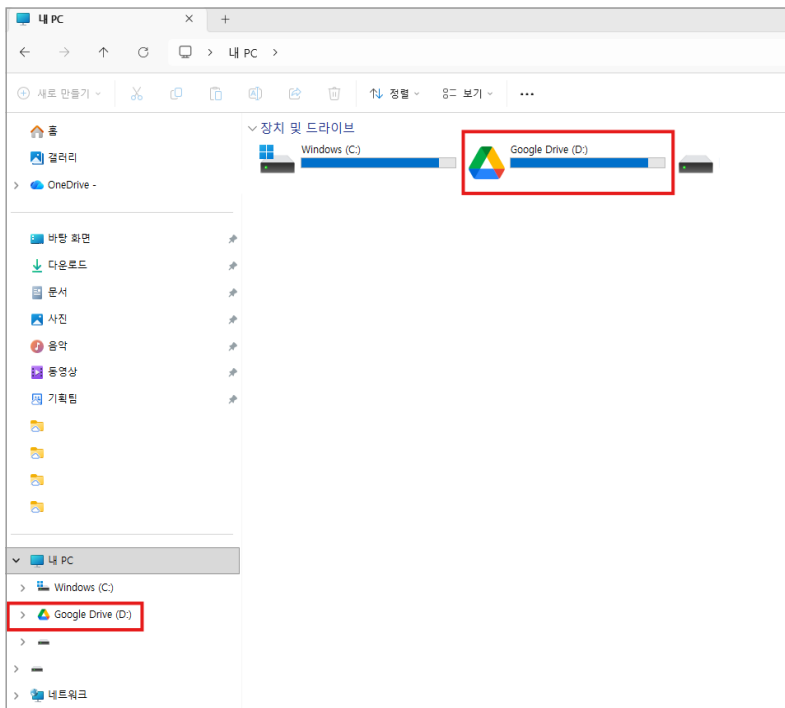 내 PC
내 PC
새로 만들기
정렬
보기
홈
갤러리
OneDrive -
바탕 화면
다운로드
문서
사진
음악
동영상
기획팀
내 PC
Windows (C:)
Google Drive (D:)
네트워크
장치 및 드라이브
Windows (C:)
Google Drive (D:)